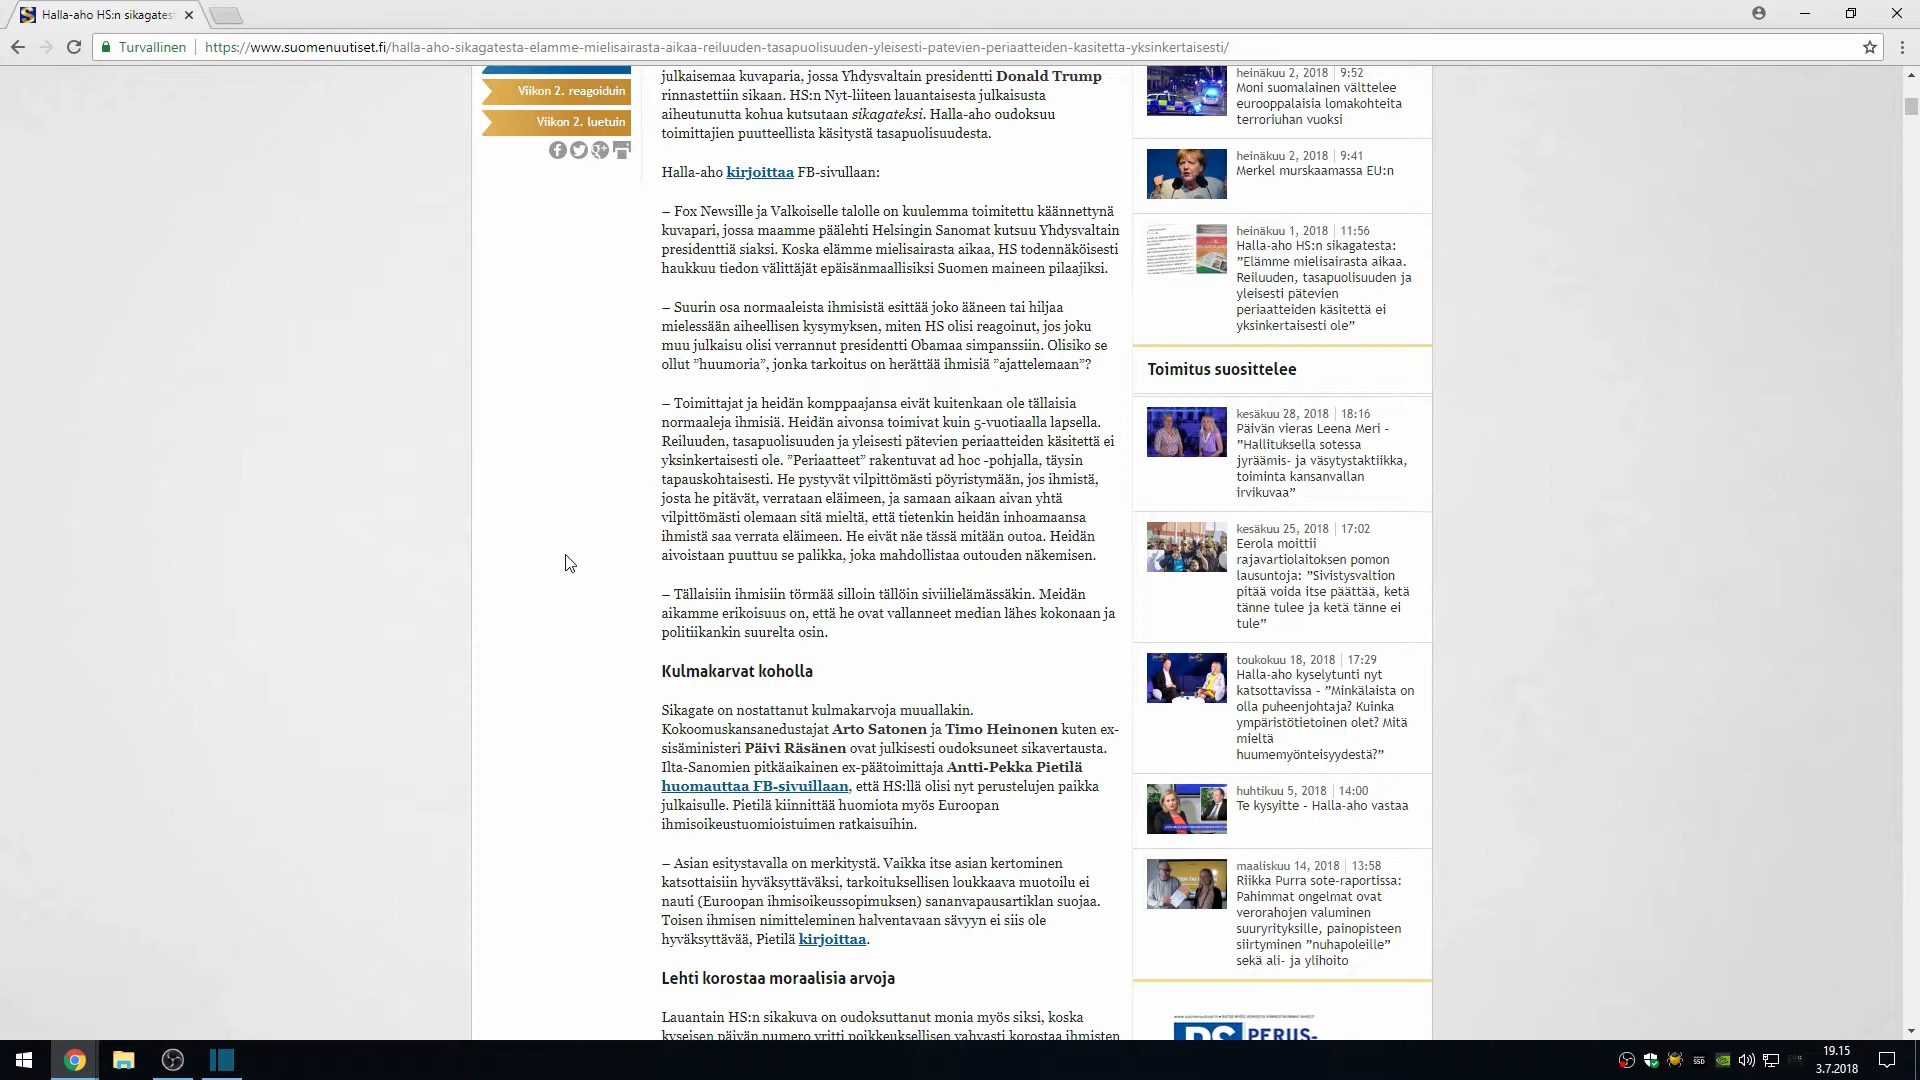 Halla-aho HS:n sikagates
Turvallinen
https://www.suomenuutiset.fi/halla-aho-sikagatesta-elamme-mielisairasta-aikaa-reiluuden-tasapuolisuuden-yleisesti-patevien-periaatteiden-kasitetta-yksinkertaisesti/
Viikon 2. reagoiduin
Viikon 2. luetuin
julkaisemaa kuvaparia, jossa Yhdysvaltain presidentti Donald Trump
rinnastettiin sikaan. HS:n Nyt-liiteen lauantaisesta julkaisusta
aiheutunutta kohua kutsutaan sikagateksi. Halla-aho oudoksuu
toimittajien puutteellista käsitystä tasapuolisuudesta.
Halla-aho kirjoittaa FB-sivullaan:
– Fox Newsille ja Valkoiselle talolle on kuulemma toimitettu käännettynä
kuvapari, jossa maamme päälehti Helsingin Sanomat kutsuu Yhdysvaltain
presidenttiä siaksi. Koska elämme mielisairasta aikaa, HS todennäköisesti
haukkuu tiedon välittäjät epäisänmaallisiksi Suomen maineen pilaajiksi.
– Suurin osa normaaleista ihmisistä esittää joko ääneen tai hiljaa
mielessään aiheellisen kysymyksen, miten HS olisi reagoinut, jos joku
muu julkaisu olisi verrannut presidentti Obamaa simpanssiin. Olisiko se
ollut ”huumoria”, jonka tarkoitus on herättää ihmisiä ”ajattelemaan”?
– Toimittajat ja heidän komppaajansa eivät kuitenkaan ole tällaisia
normaaleja ihmisiä. Heidän aivonsa toimivat kuin 5-vuotiaalla lapsella.
Reiluuden, tasapuolisuuden ja yleisesti pätevien periaatteiden käsitettä ei
yksinkertaisesti ole. ”Periaatteet” rakentuvat ad hoc -pohjalla, täysin
tapauskohtaisesti. He pystyvät vilpittömästi pöyristymään, jos ihmistä,
josta he pitävät, verrataan eläimeen, ja samaan aikaan aivan yhtä
vilpittömästi olemaan sitä mieltä, että tietenkin heidän inhoamaansa
ihmistä saa verrata eläimeen. He eivät näe tässä mitään outoa. Heidän
aivoistaan puuttuu se palikka, joka mahdollistaa outouden näkemisen.
– Tällaisiin ihmisiin törmää silloin tällöin siviilielämässäkin. Meidän
aikamme erikoisuus on, että he ovat vallanneet median lähes kokonaan ja
politiikankin suurelta osin.
Kulmakarvat koholla
Sikagate on nostattanut kulmakarvoja muuallakin.
Kokoomuskansanedustajat Arto Satonen ja Timo Heinonen kuten ex-
sisäministeri Päivi Räsänen ovat julkisesti oudoksuneet sikavertausta.
Ilta-Sanomien pitkäaikainen ex-päätoimittaja Antti-Pekka Pietilä
huomauttaa FB-sivuillaan, että HS:llä olisi nyt perustelujen paikka
julkaisulle. Pietilä kiinnittää huomiota myös Euroopan
ihmisoikeustuomioistuimen ratkaisuihin.
– Asian esitystavalla on merkitystä. Vaikka itse asian kertominen
katsottaisiin hyväksyttäväksi, tarkoituksellisen loukkaava muotoilu ei
nauti (Euroopan ihmisoikeussopimuksen) sananvapausartiklan suojaa.
Toisen ihmisen nimitteleminen halventavaan sävyyn ei siis ole
hyväksyttävää, Pietilä kirjoittaa.
Lehti korostaa moraalisia arvoja
Lauantain HS:n sikakuva on oudoksuttanut monia myös siksi, koska
kyseisen päivän numero yritti poikkeuksellisen vahvasti korostaa ihmisten
heinäkuu 2, 2018 | 9:52
Moni suomalainen välttelee
eurooppalaisia lomakohteita
terroriuhan vuoksi
heinäkuu 2, 2018 | 9:41
Merkel murskaamassa EU:n
heinäkuu 1, 2018 | 11:56
Halla-aho HS:n sikagatesta:
”Elämme mielisairasta aikaa.
Reiluuden, tasapuolisuuden ja
yleisesti pätevien
periaatteiden käsitettä ei
yksinkertaisesti ole”
Toimitus suosittelee
kesäkuu 28, 2018 | 18:16
Päivän vieras Leena Meri -
”Hallituksella sotessa
jyräämis- ja väsytystaktiikka,
toiminta kansanvallan
irvikuvaa”
kesäkuu 25, 2018 | 17:02
Eerola moittii
rajavartiolaitoksen pomon
lausuntoja: ”Sivistysvaltion
pitää voida itse päättää, ketä
tänne tulee ja ketä tänne ei
tule”
toukokuu 18, 2018 | 17:29
Halla-aho kyselytunti nyt
katsottavissa - ”Minkälaista on
olla puheenjohtaja? Kuinka
ympäristötietoinen olet? Mitä
mieltä
huumemyönteisyydestä?”
huhtikuu 5, 2018 | 14:00
Te kysyitte - Halla-aho vastaa
maaliskuu 14, 2018 | 13:58
Riikka Purra sote-raportissa:
Pahimmat ongelmat ovat
verorahojen valuminen
suuryrityksille, painopisteen
siirtyminen ”nuhapoleille”
sekä ali- ja ylihoito
PS PERUS-
19.15
3.7.2018